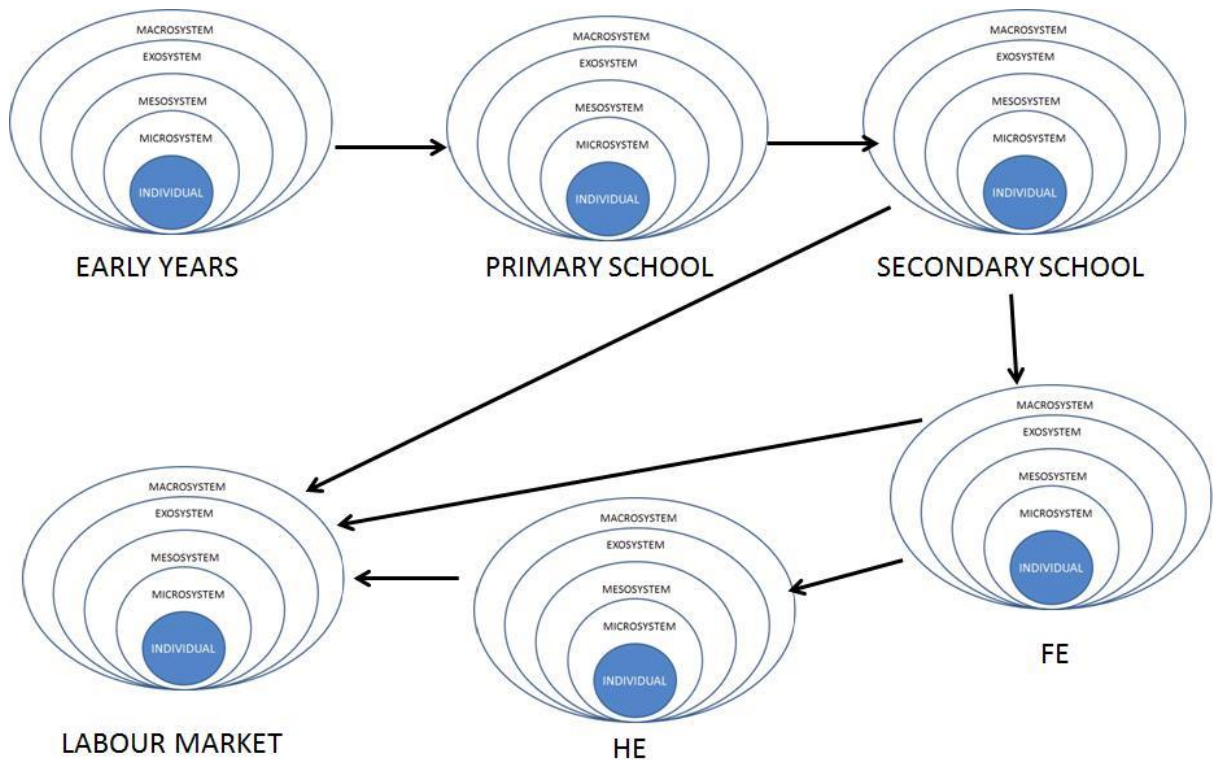 MACROSYSTEM
EXOSYSTEM
MESOSYSTEM
MICROSYSTEM
INDIVIDUAL
EARLY YEARS
MACROSYSTEM
EXOSYSTEM
MESOSYSTEM
MICROSYSTEM
INDIVIDUAL
PRIMARY SCHOOL
MACROSYSTEM
EXOSYSTEM
MESOSYSTEM
MICROSYSTEM
INDIVIDUAL
SECONDARY SCHOOL
MACROSYSTEM
EXOSYSTEM
MESOSYSTEM
MICROSYSTEM
INDIVIDUAL
FE
MACROSYSTEM
EXOSYSTEM
MESOSYSTEM
MICROSYSTEM
INDIVIDUAL
HE
MACROSYSTEM
EXOSYSTEM
MESOSYSTEM
MICROSYSTEM
INDIVIDUAL
LABOUR MARKET